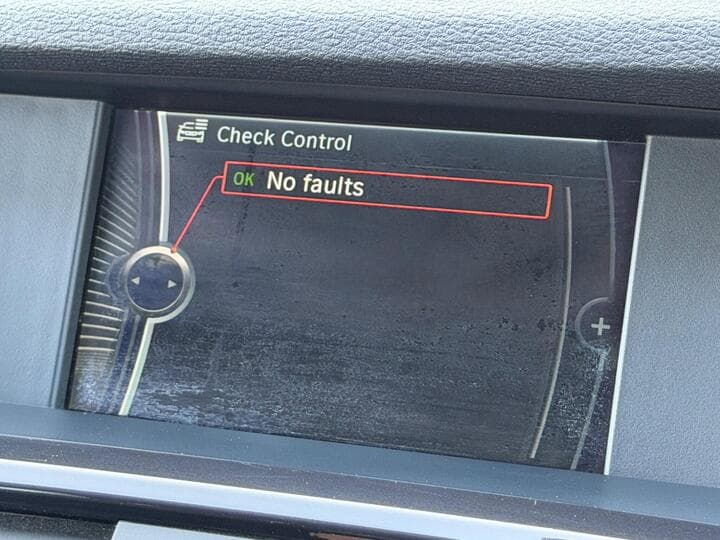 Check Control
OK No faults
+